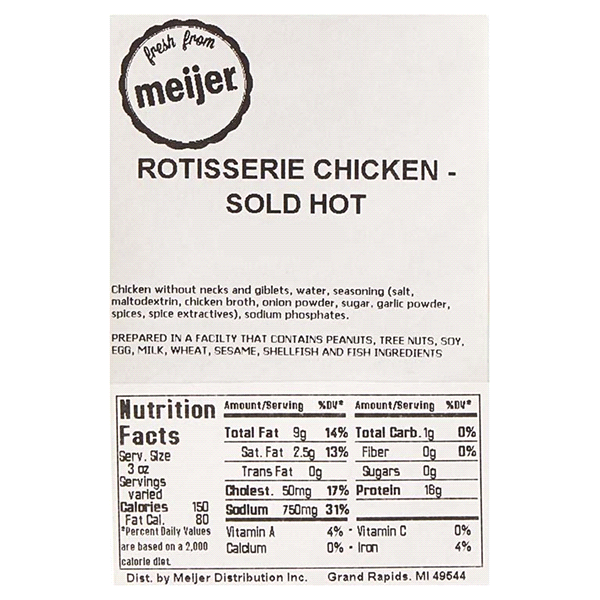 fresh from
meijer
ROTISSERIE CHICKEN -
SOLD HOT
Chicken without necks and giblets, water, seasoning (salt,
maltodextrin, chicken broth, onion powder, sugar, garlic powder,
spices, spice extractives), sodium phosphates.
PREPARED IN A FACILTY THAT CONTAINS PEANUTS, TREE NUTS, SOY,
EGG, MILK, WHEAT, SESAME, SHELLFISH AND FISH INGREDIENTS
Nutrition Facts
Serv. Size
3 oz
Servings
varied
Calories 150
Fat Cal. 80
*Percent Daily Values
are based on a 2,000
calorie diet.
Amount/Serving %DV* Amount/Serving %DV*
Total Fat 9g 14% Total Carb. 1g 0%
Sat. Fat 2.5g 13% Fiber 0g 0%
Trans Fat 0g Sugars 0g
Cholest. 50mg 17% Protein 16g
Sodium 750mg 31%
Vitamin A 4% • Vitamin C 0%
Calcium 0% • Iron 4%
Dist. by Meijer Distribution Inc. Grand Rapids, MI 49544